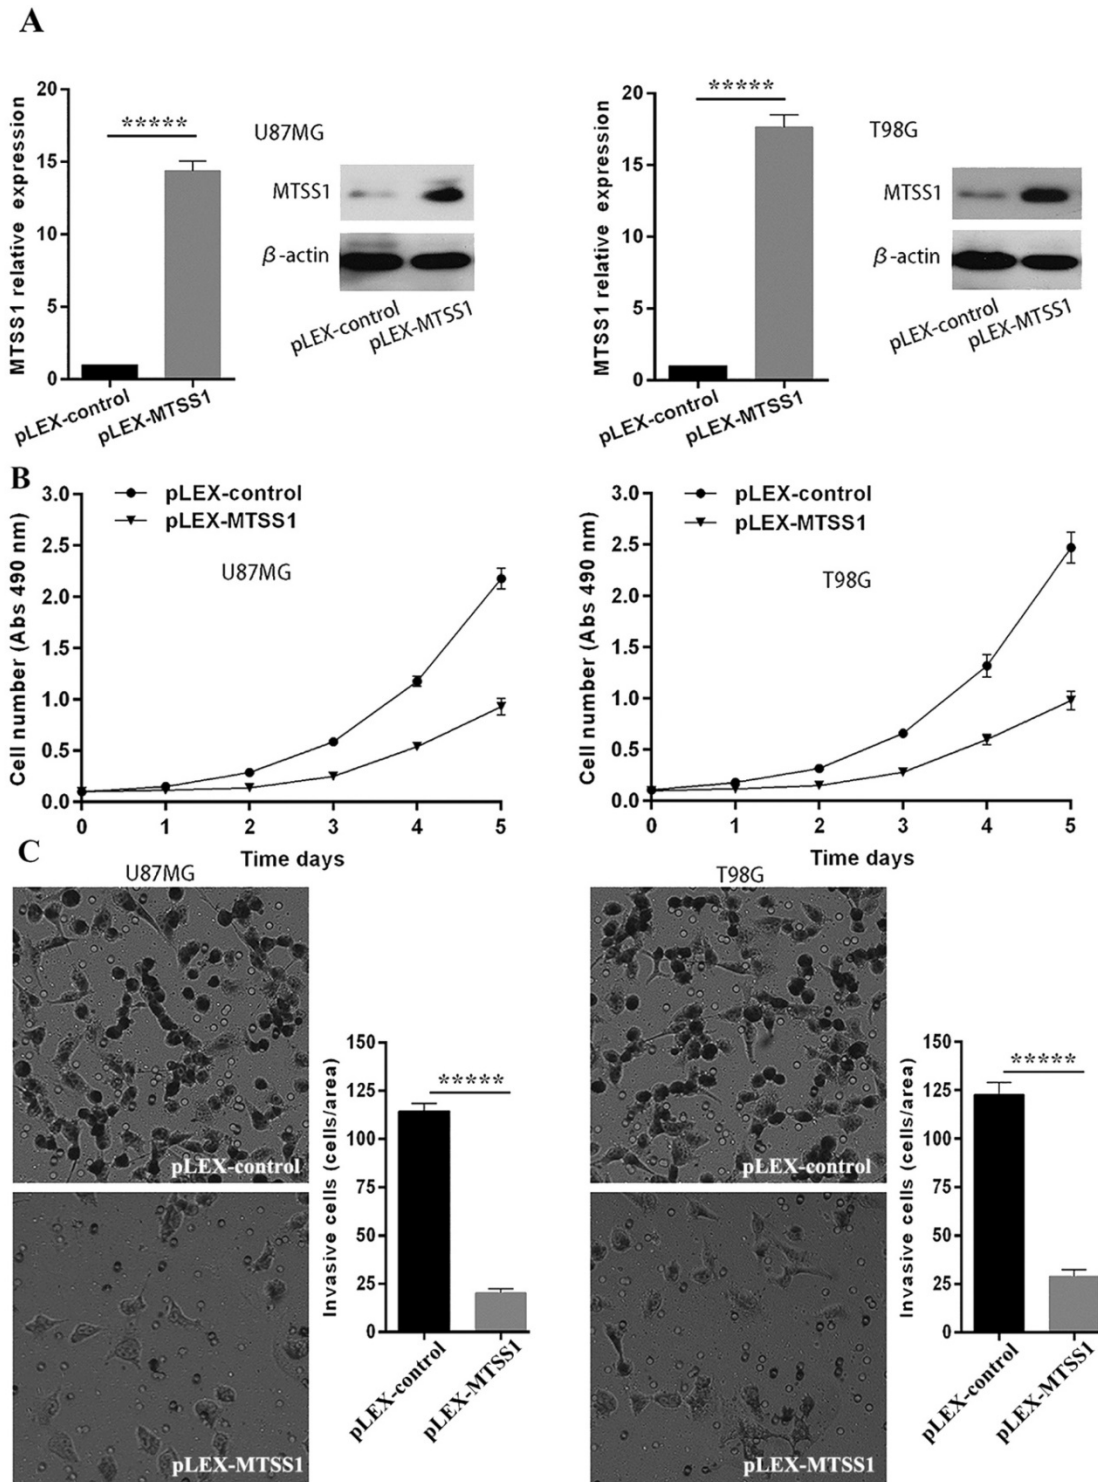 A
MTSS1 relative expression
20
15
10
5
0
*****
pLEX-control
pLEX-MTSS1
U87MG
MTSS1
β-actin
pLEX-control
pLEX-MTSS1
MTSS1 relative expression
20
15
10
5
0
*****
pLEX-control
pLEX-MTSS1
T98G
MTSS1
β-actin
pLEX-control
pLEX-MTSS1
B
Cell number (Abs 490 nm)
3.0
2.5
2.0
1.5
1.0
0.5
0.0
pLEX-control
pLEX-MTSS1
U87MG
0 1 2 3 4 5
Time days
Cell number (Abs 490 nm)
3.0
2.5
2.0
1.5
1.0
0.5
0.0
pLEX-control
pLEX-MTSS1
T98G
0 1 2 3 4 5
Time days
C
U87MG
pLEX-control
pLEX-MTSS1
Invasive cells (cells/area)
150
125
100
75
50
25
0
*****
pLEX-control
pLEX-MTSS1
T98G
pLEX-control
pLEX-MTSS1
Invasive cells (cells/area)
150
125
100
75
50
25
0
*****
pLEX-control
pLEX-MTSS1